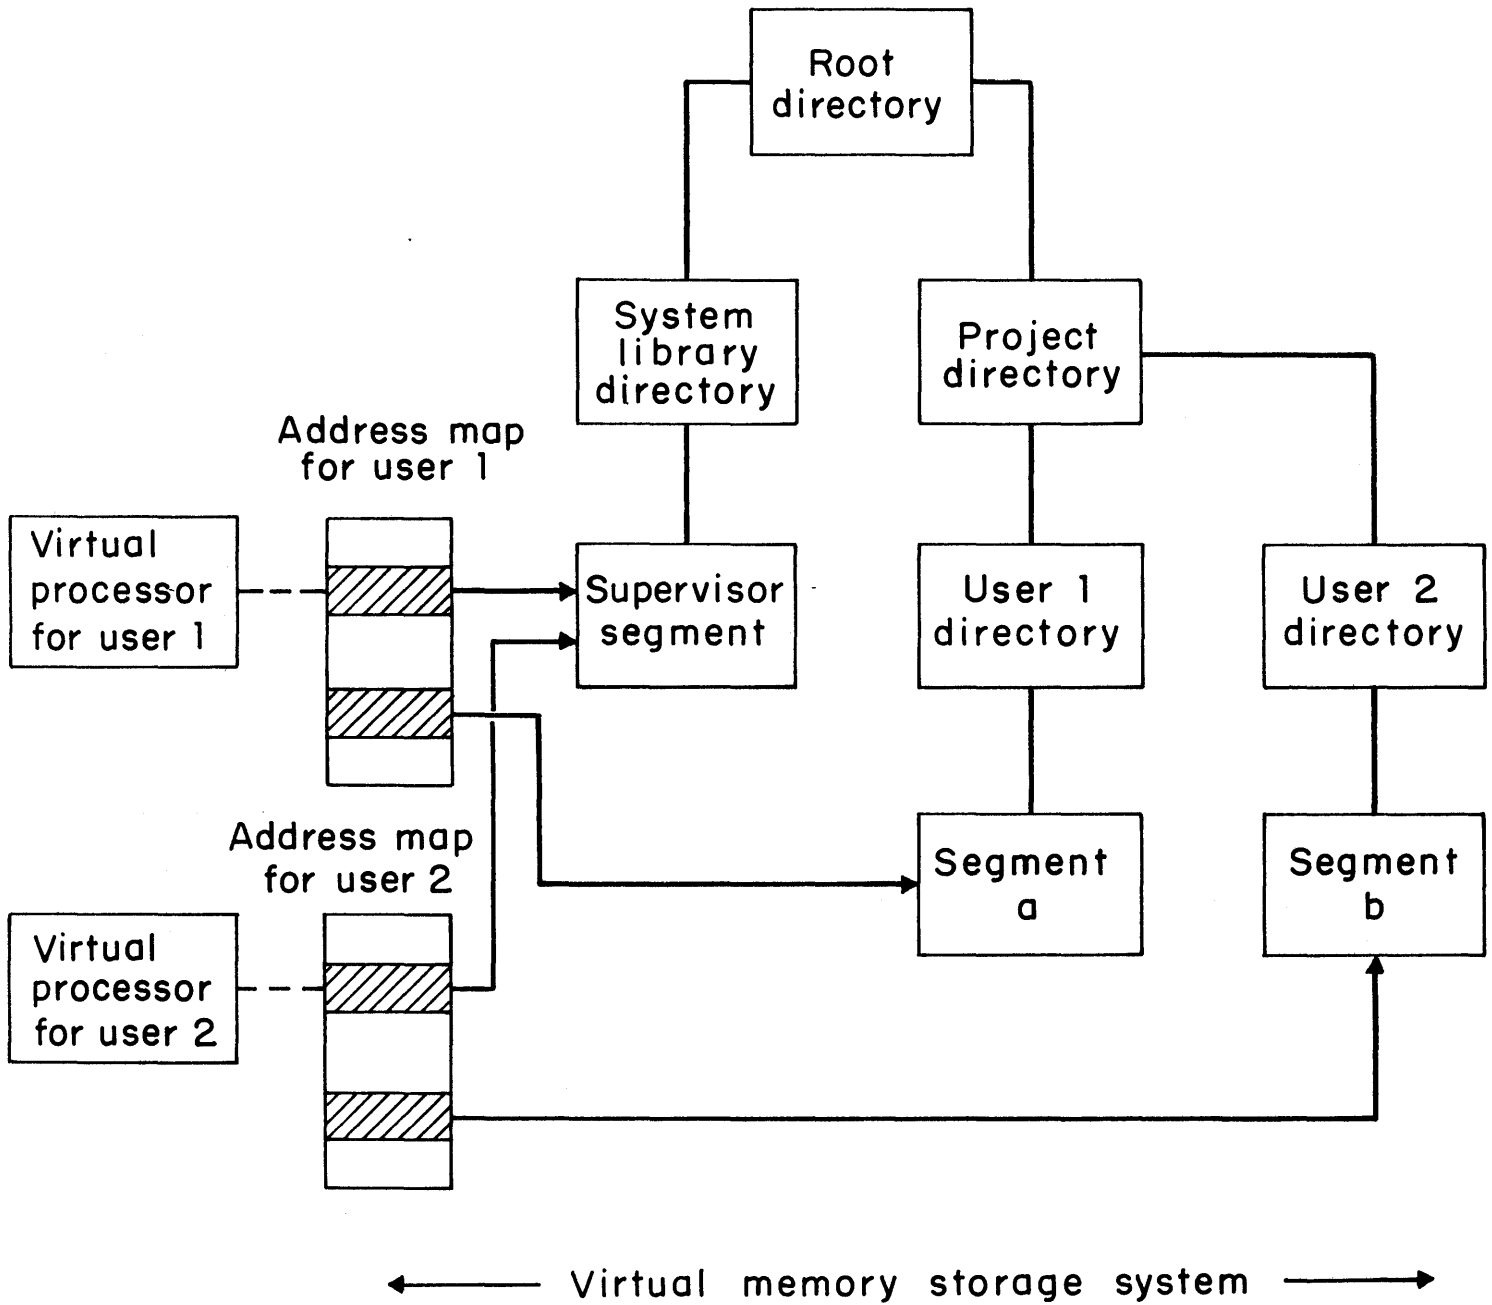 Root
directory
System
library
directory
Project
directory
Address map
for user 1
Virtual
processor
for user 1
Supervisor
segment
User 1
directory
User 2
directory
Address map
for user 2
Segment
a
Segment
b
Virtual
processor
for user 2
Virtual memory storage system